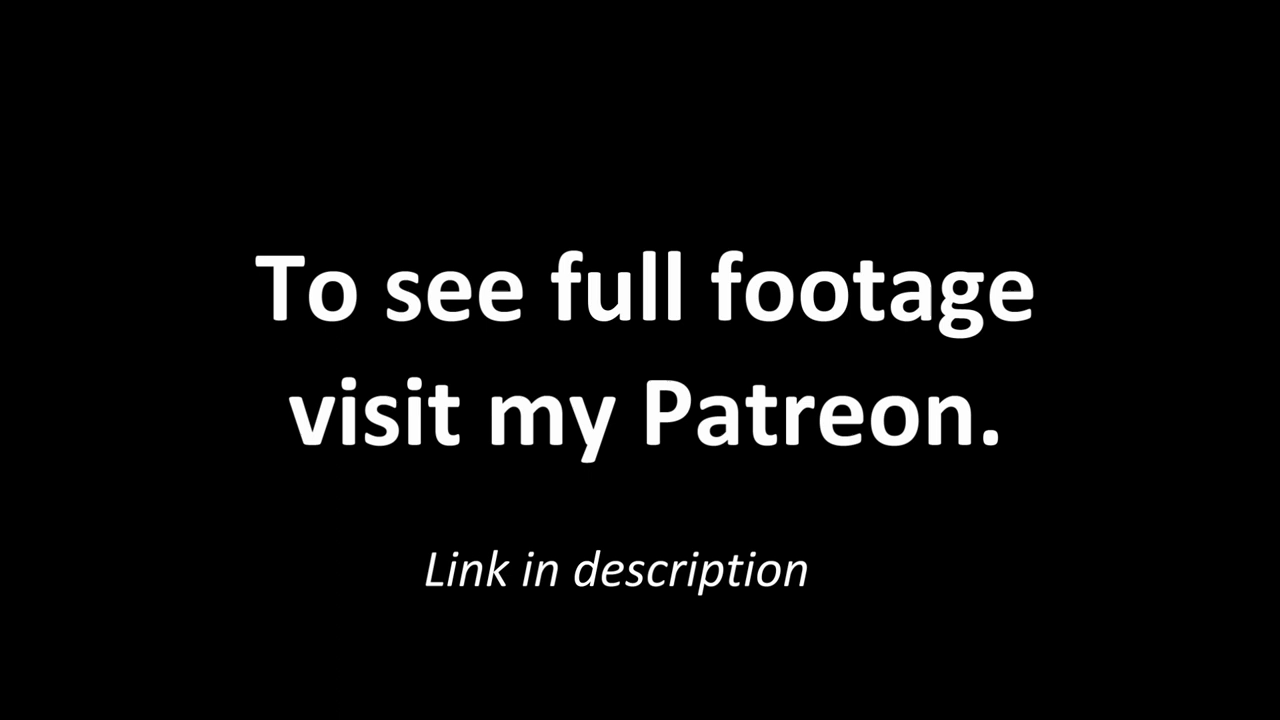 To see full footage
visit my Patreon.
Link in description